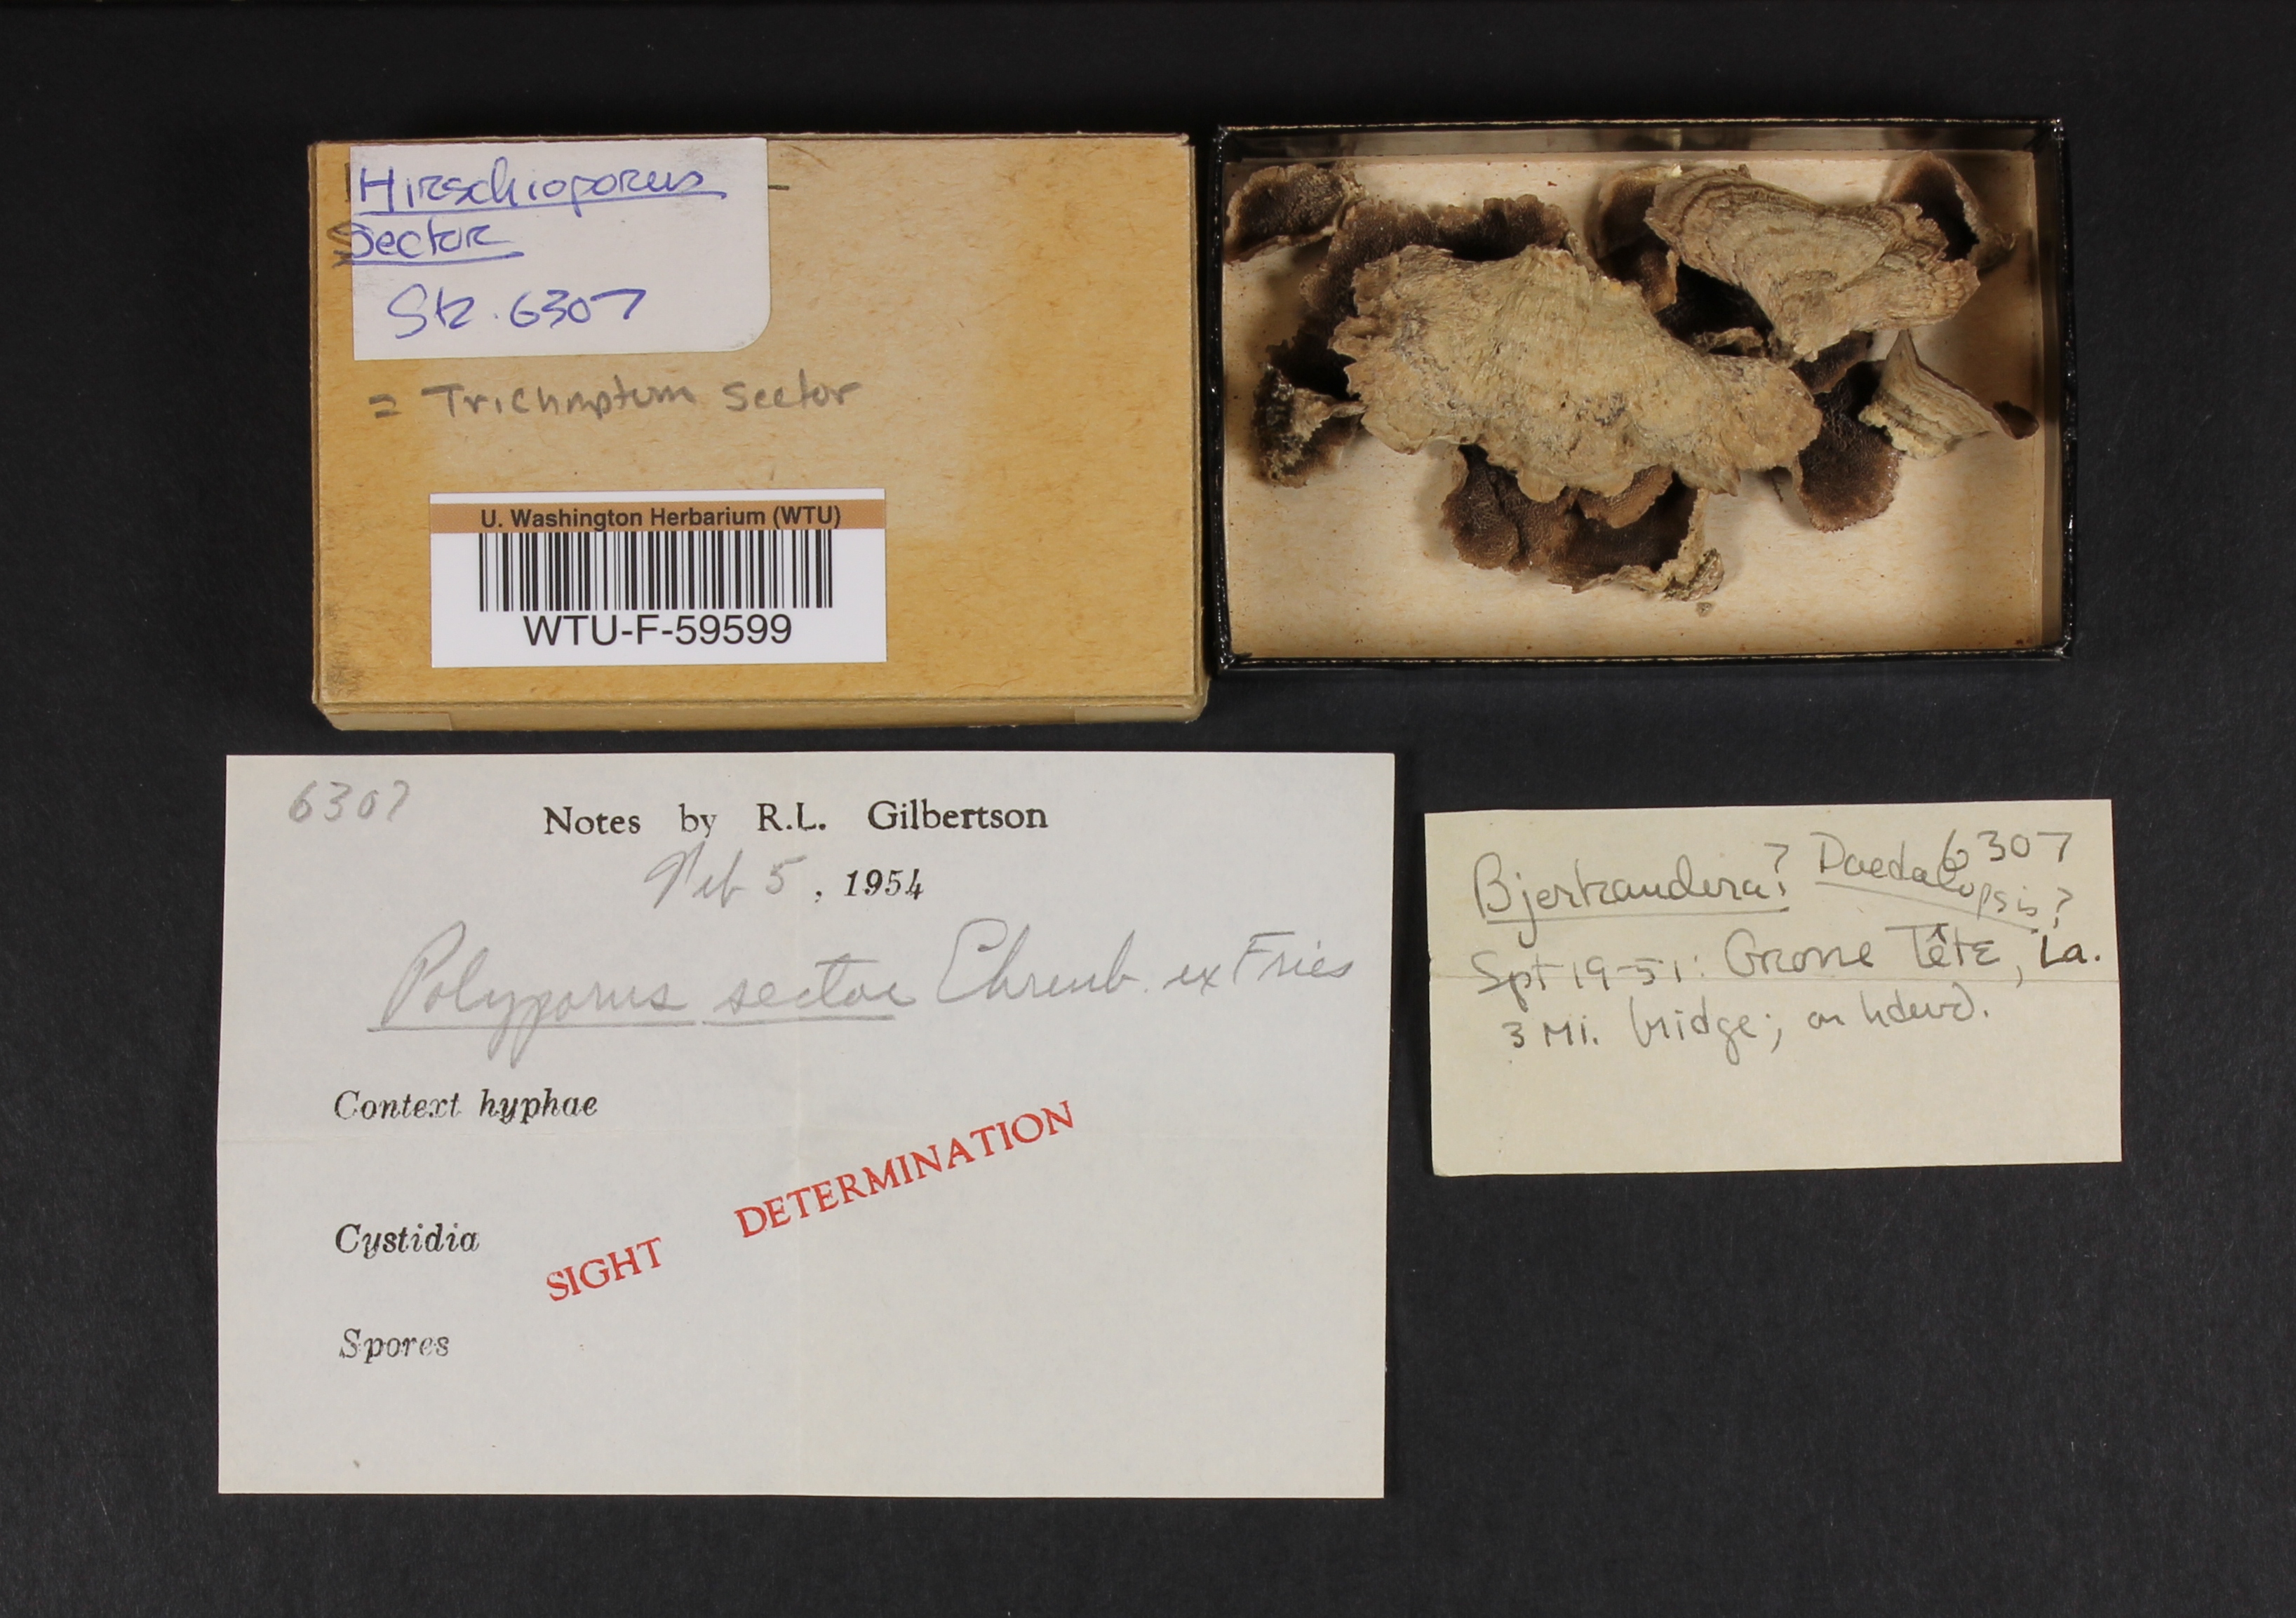 Hirschioporus
Sector
Stz. 6307
= Trichaptum sector
U. Washington Herbarium (WTU)
WTU-F-59599
6307
Notes by R.L. Gilbertson
Feb 5, 1954
Polyporus sector Ehrenb. ex Fries
Context hyphae
Cystidia
Spores
SIGHT DETERMINATION
6307
Bjerkandera? Daedalopsis?
Spt 19-51: Grosse Tête, La.
3 Mi. bridge; on hdwd.